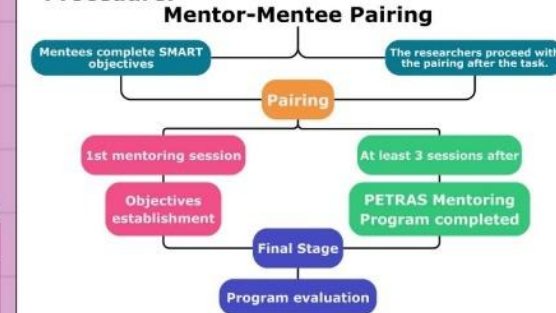 Mentor-Mentee Pairing
Mentees complete SMART
objectives
The researchers proceed with
the pairing after the task.
Pairing
1st mentoring session
At least 3 sessions after
Objectives
establishment
PETRAS Mentoring
Program completed
Final Stage
Program evaluation